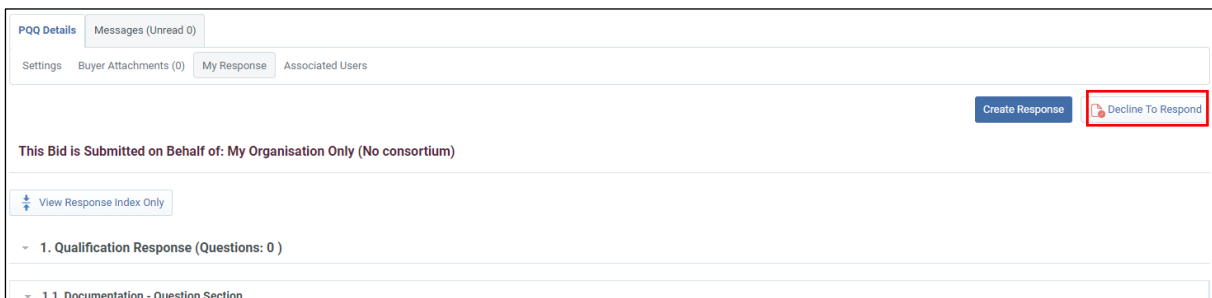 PQQ Details Messages (Unread 0)
Settings Buyer Attachments (0) My Response Associated Users
Create Response Decline To Respond
This Bid is Submitted on Behalf of: My Organisation Only (No consortium)
View Response Index Only
1. Qualification Response (Questions: 0 )
1.1 Documentation - Question Section